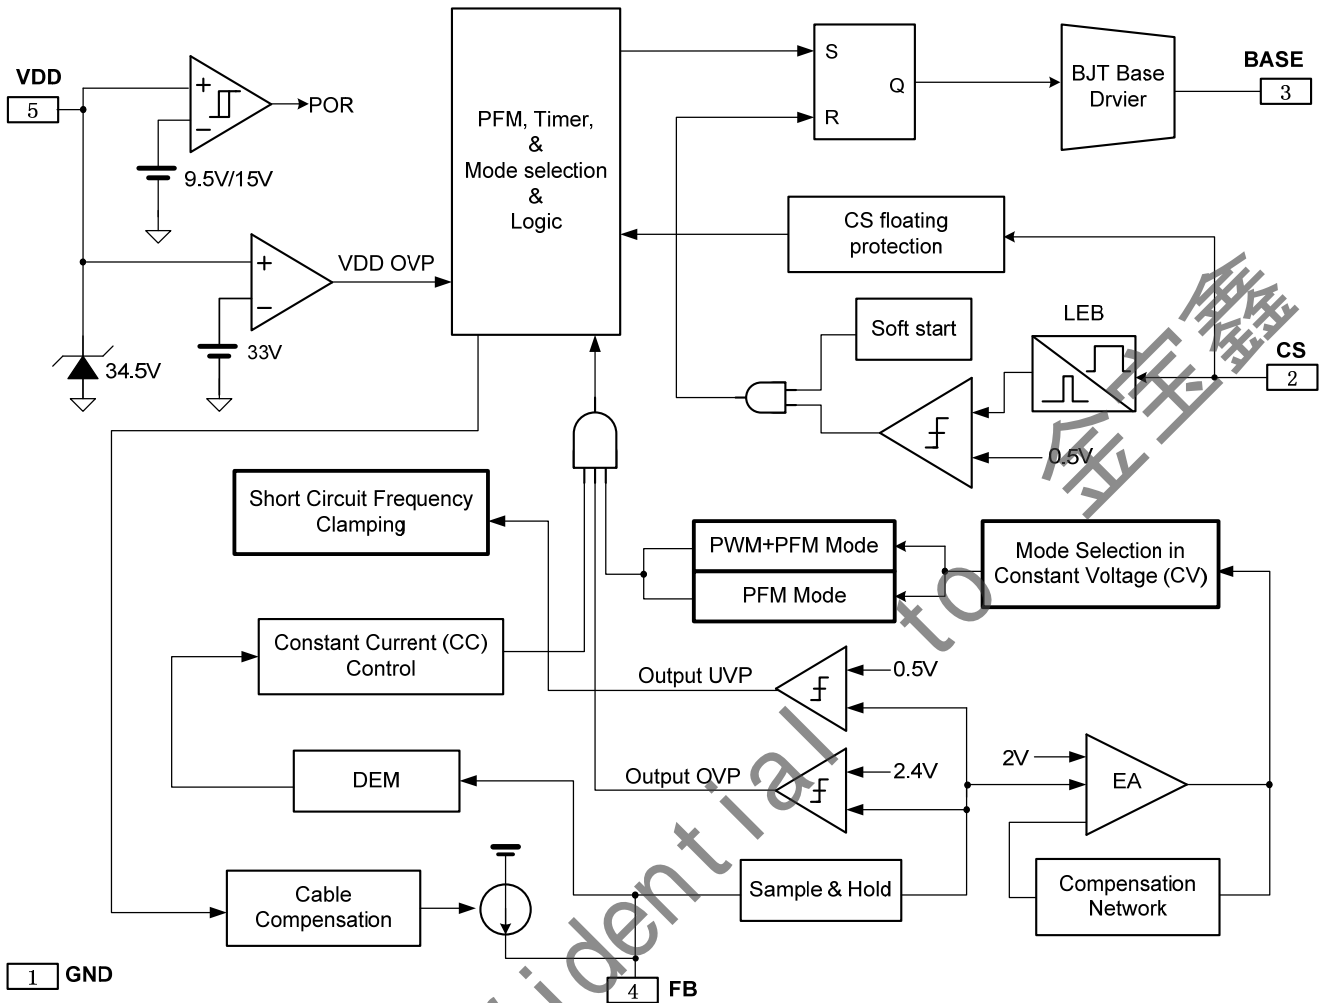 VDD
5
+
−
POR
9.5V/15V
+
−
VDD OVP
33V
34.5V
PFM, Timer,
&
Mode selection
&
Logic
S
R
Q
BJT Base
Drvier
BASE
3
CS floating
protection
Soft start
LEB
CS
2
0.5V
Short Circuit Frequency
Clamping
PWM+PFM Mode
PFM Mode
Mode Selection in
Constant Voltage (CV)
Constant Current (CC)
Control
Output UVP
0.5V
DEM
Output OVP
2.4V
2V
EA
Cable
Compensation
Sample & Hold
Compensation
Network
1
GND
4
FB
idential to 金宝鑫